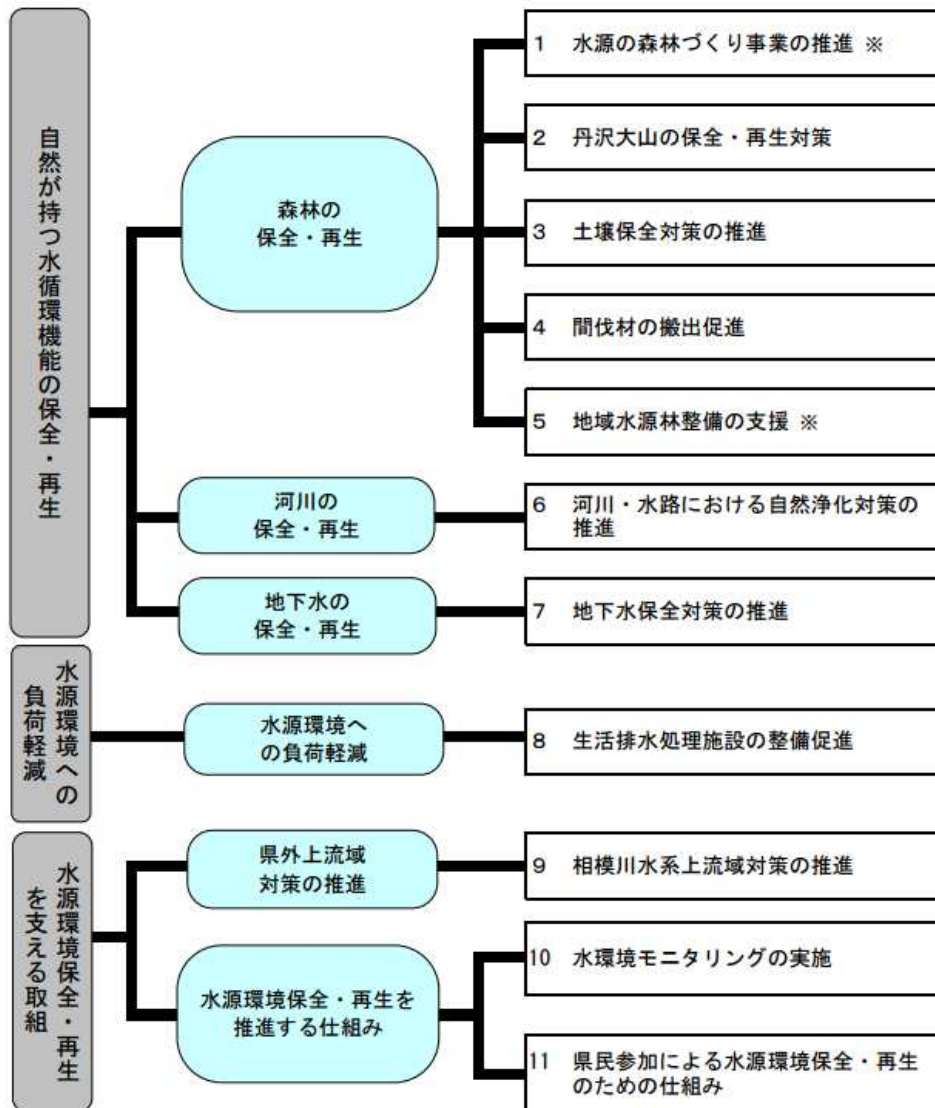 自然が持つ水循環機能の保全・再生
森林の
保全・再生
1 水源の森林づくり事業の推進 ※
2 丹沢大山の保全・再生対策
3 土壌保全対策の推進
4 間伐材の搬出促進
5 地域水源林整備の支援 ※
河川の
保全・再生
6 河川・水路における自然浄化対策の
推進
地下水の
保全・再生
7 地下水保全対策の推進
水源環境への
負荷軽減
水源環境へ
の負荷軽減
8 生活排水処理施設の整備促進
水源環境保全・再生
を支える取組
県外上流域
対策の推進
9 相模川水系上流域対策の推進
水源環境保全・再生を
推進する仕組み
10 水環境モニタリングの実施
11 県民参加による水源環境保全・再生
のための仕組み